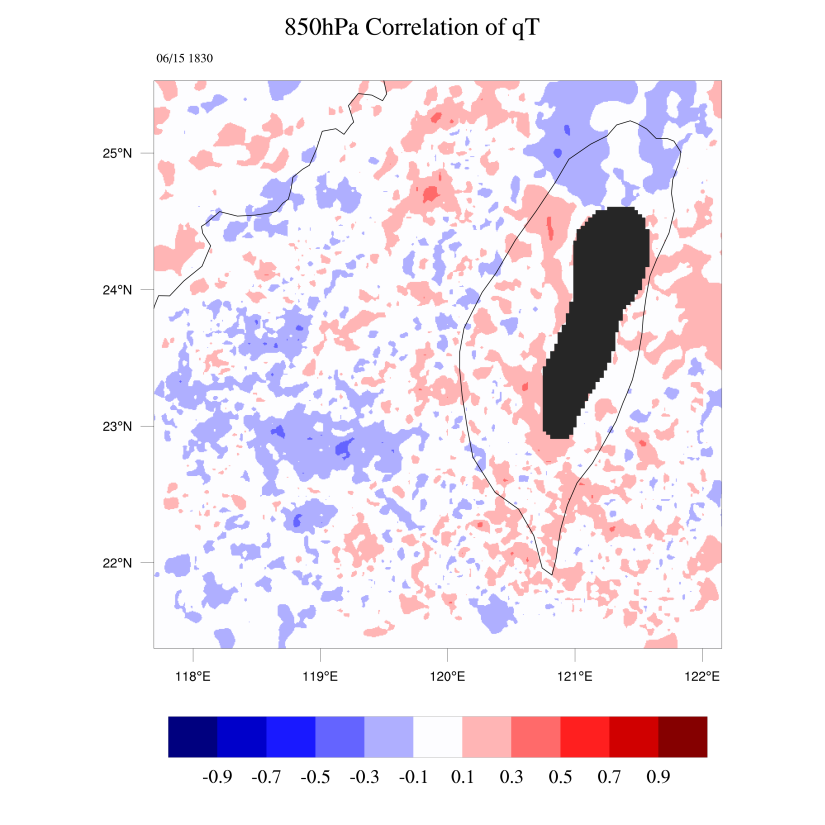 850hPa Correlation of qT
06/15 1830
25°N
24°N
23°N
22°N
118°E 119°E 120°E 121°E 122°E
-0.9 -0.7 -0.5 -0.3 -0.1 0.1 0.3 0.5 0.7 0.9